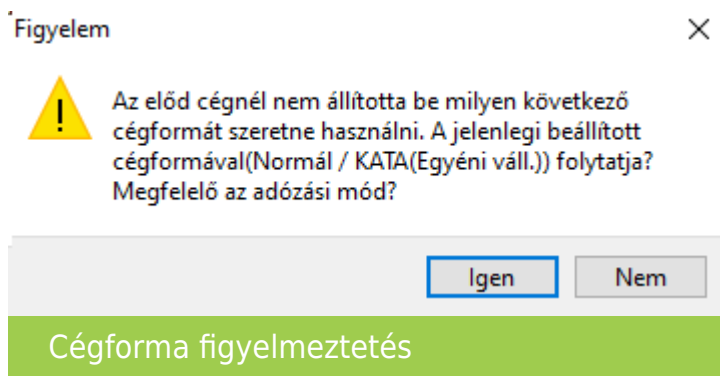 Figyelem
Az előd cégnél nem állította be milyen következő
cégformát szeretne használni. A jelenlegi beállított
cégformával(Normál / KATA(Egyéni váll.)) folytatja?
Megfelelő az adózási mód?
Igen
Nem
Cégforma figyelmeztetés